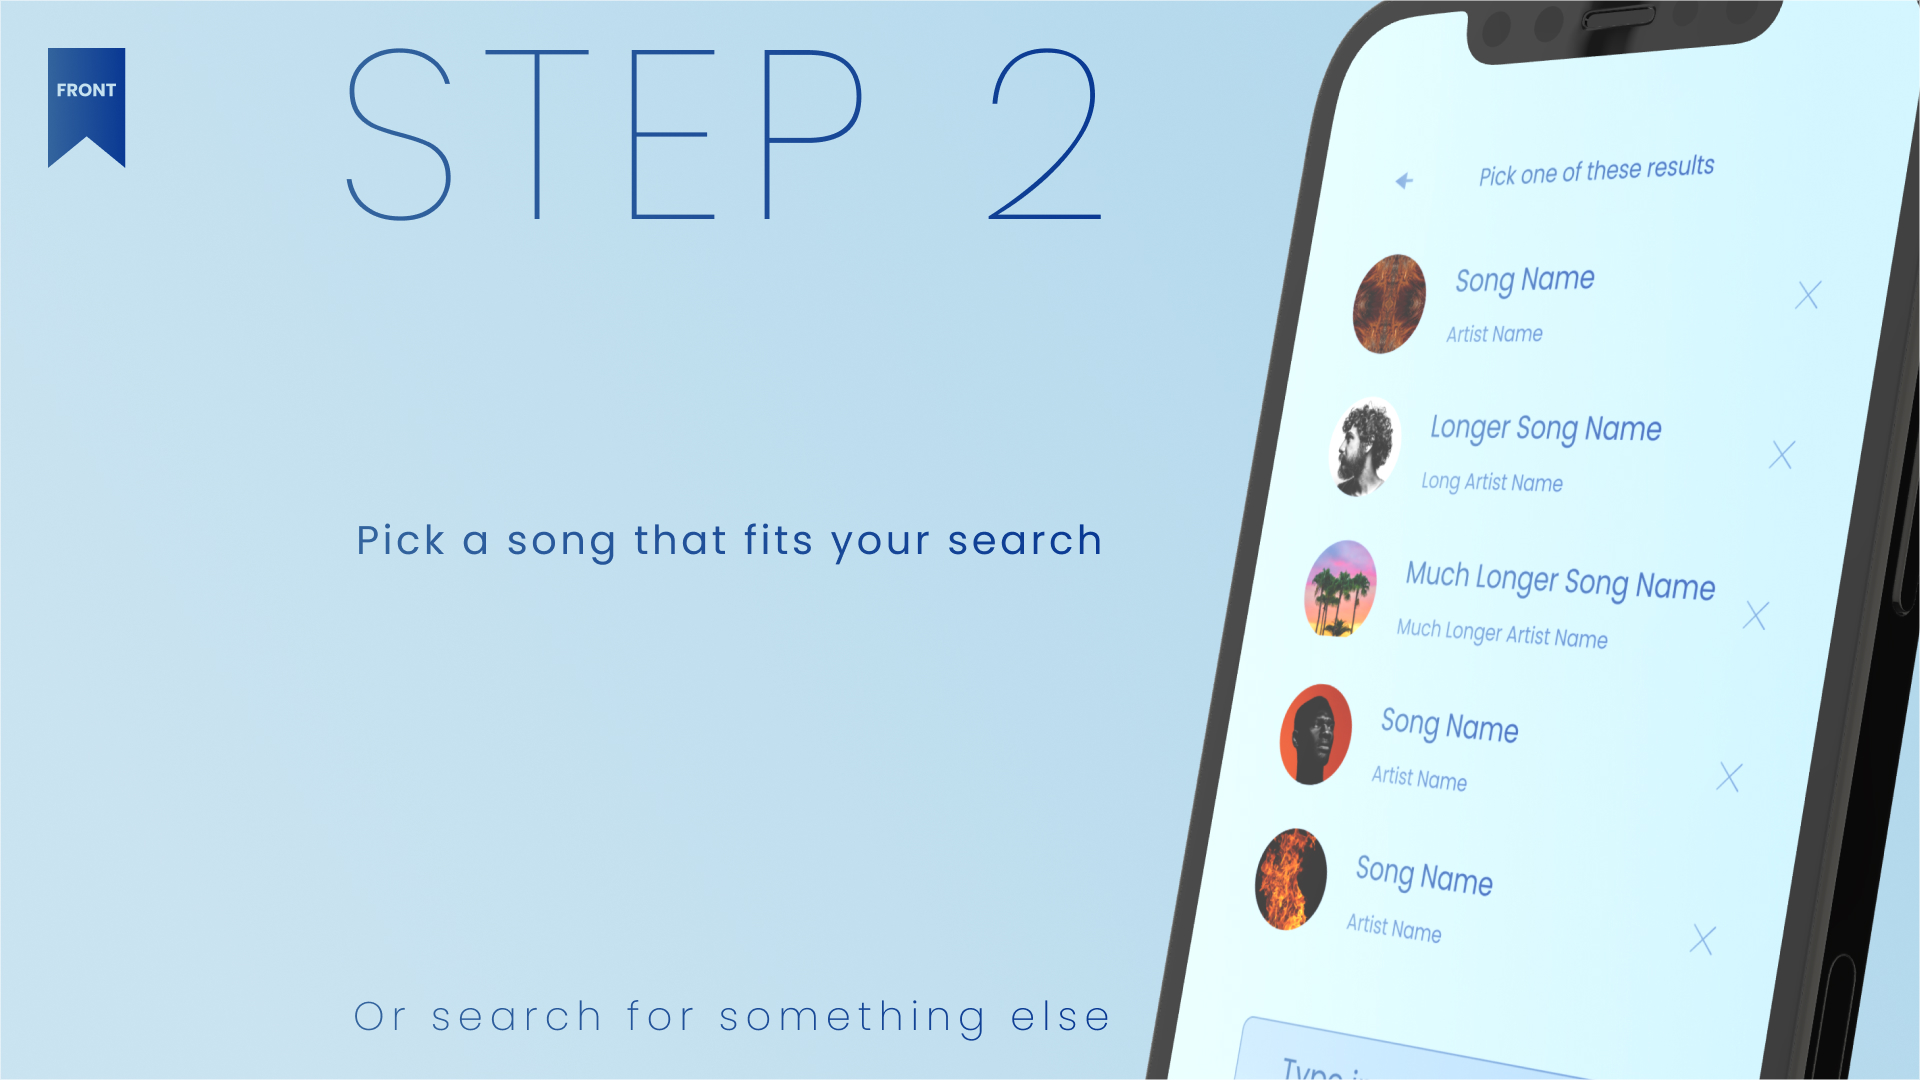 FRONT
STEP 2
Pick a song that fits your search
Or search for something else
Pick one of these results
Song Name
Artist Name
Longer Song Name
Long Artist Name
Much Longer Song Name
Much Longer Artist Name
Song Name
Artist Name
Song Name
Artist Name
Type